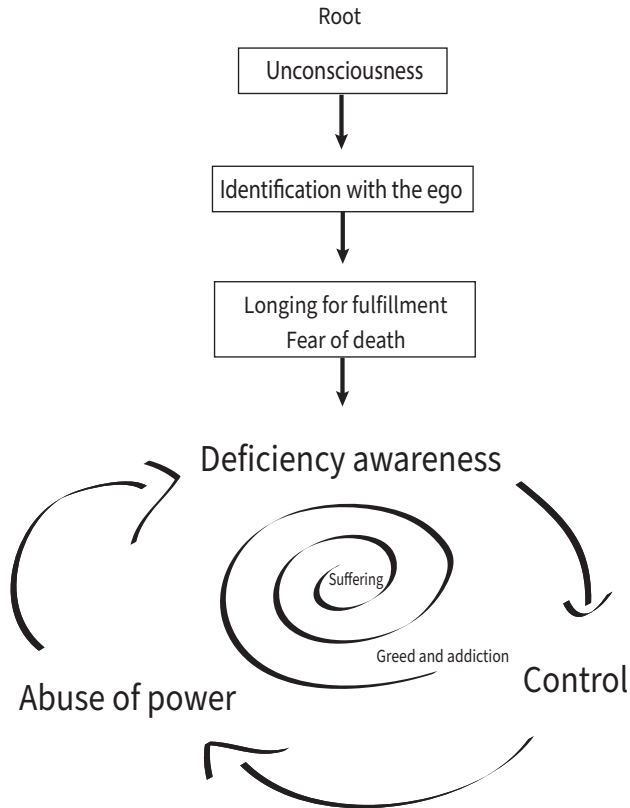 Root
Unconsciousness
Identification with the ego
Longing for fulfillment
Fear of death
Deficiency awareness
Suffering
Greed and addiction
Control
Abuse of power